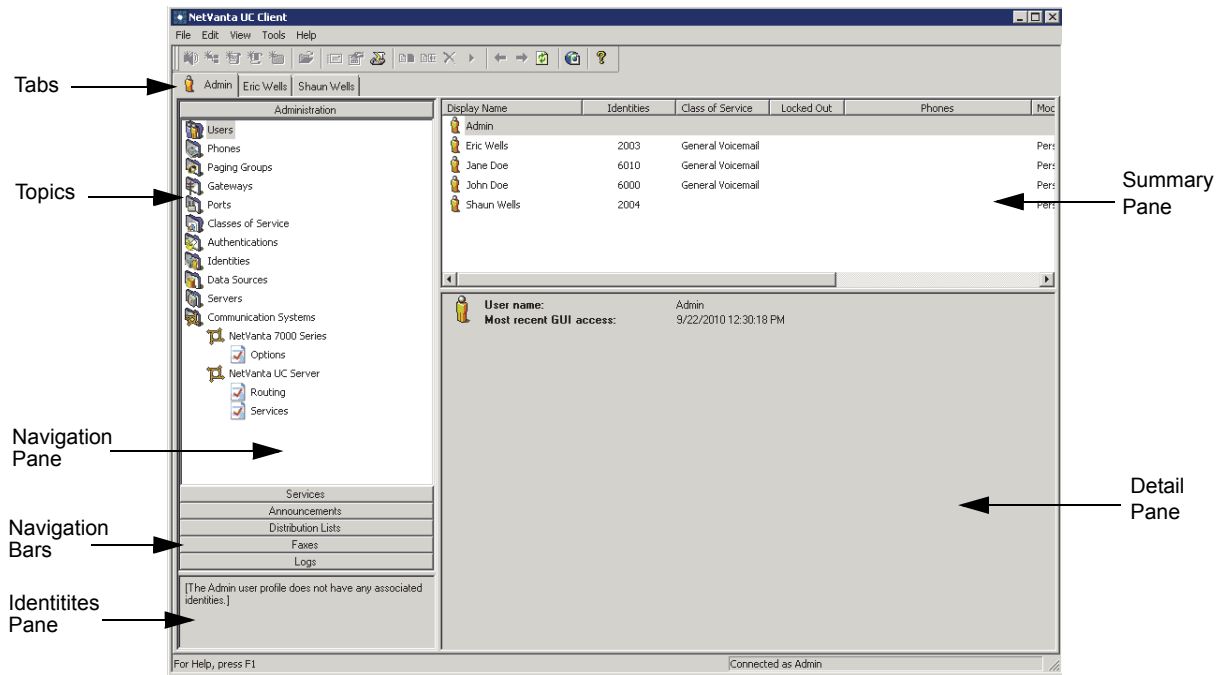 NetVanta UC Client
File Edit View Tools Help
Tabs
Admin Eric Wells Shaun Wells
Administration
Display Name Identities Class of Service Locked Out Phones Moc
Users
Admin
Phones
Eric Wells 2003 General Voicemail Pers
Paging Groups
Jane Doe 6010 General Voicemail Pers
Topics
Gateways
John Doe 6000 General Voicemail Pers
Summary
Pane
Ports
Shaun Wells 2004 Pers
Classes of Service
Authentications
Identities
Data Sources
Servers
User name: Admin
Communication Systems
Most recent GUI access: 9/22/2010 12:30:18 PM
NetVanta 7000 Series
Options
NetVanta UC Server
Routing
Services
Navigation
Pane
Detail
Pane
Services
Announcements
Distribution Lists
Navigation
Bars
Faxes
Logs
[The Admin user profile does not have any associated
identities.]
Identitites
Pane
For Help, press F1
Connected as Admin